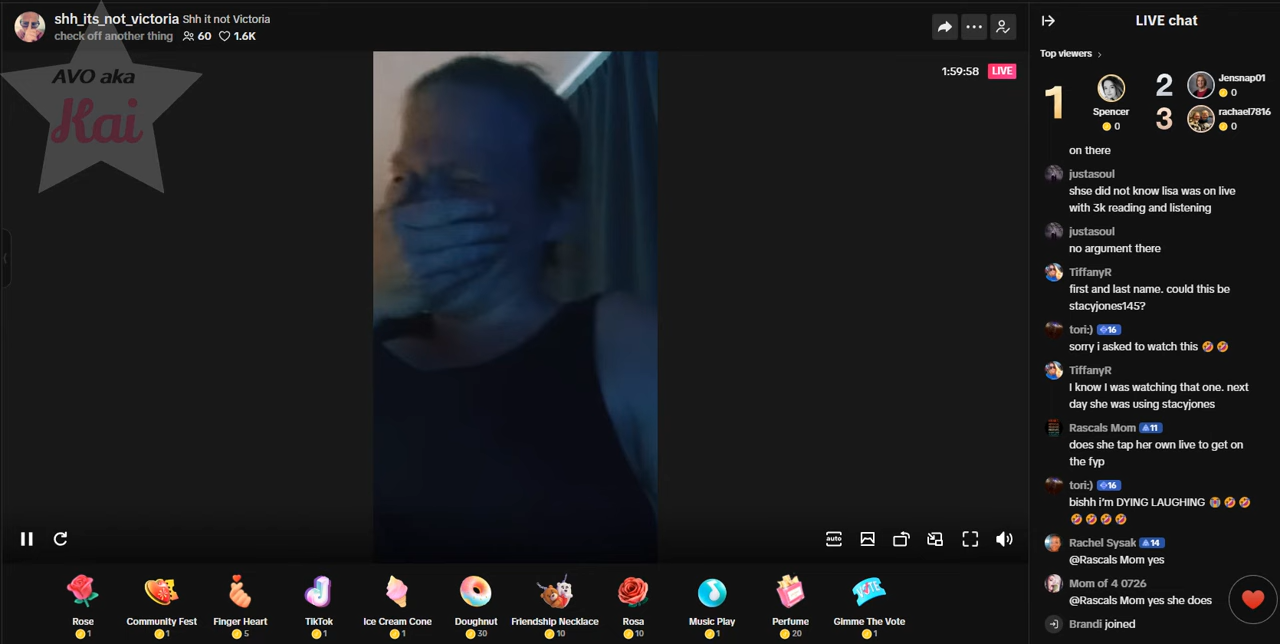 shh_its_not_victoria Shh it not Victoria
check off another thing 60 1.6K
AVO aka
Kai
1:59:58 LIVE
LIVE chat
Top viewers
1 Spencer 0
2 Jensnap01 0
3 rachael7816 0
on there
justasoul
shse did not know lisa was on live
with 3k reading and listening
justasoul
no argument there
TiffanyR
first and last name. could this be
stacyjones145?
tori:) 16
sorry i asked to watch this 🤣 🤣
TiffanyR
I know I was watching that one. next
day she was using stacyjones
Rascals Mom 11
does she tap her own live to get on
the fyp
tori:) 16
bishh i'm DYING LAUGHING 😭 🤣 🤣
🤣 🤣 🤣 🤣
Rachel Sysak 14
@Rascals Mom yes
Mom of 4 0726
@Rascals Mom yes she does
Brandi joined
auto
VOTE
Rose Community Fest Finger Heart TikTok Ice Cream Cone Doughnut Friendship Necklace Rosa Music Play Perfume Gimme The Vote
1 1 5 1 1 30 10 10 1 20 1